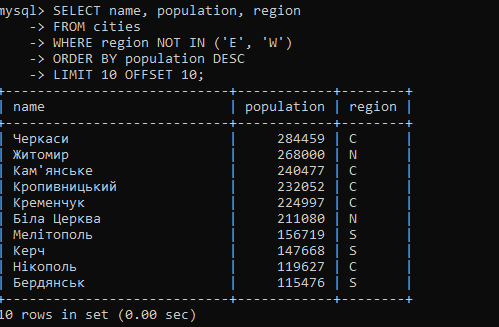 mysql> SELECT name, population, region
-> FROM cities
-> WHERE region NOT IN ('E', 'W')
-> ORDER BY population DESC
-> LIMIT 10 OFFSET 10;
| name | population | region |
| Черкаси | 284459 | C |
| Житомир | 268000 | N |
| Кам'янське | 240477 | C |
| Кропивницький | 232052 | C |
| Кременчук | 224997 | C |
| Біла Церква | 211080 | N |
| Мелітополь | 156719 | S |
| Керч | 147668 | S |
| Нікополь | 119627 | C |
| Бердянськ | 115476 | S |
10 rows in set (0.00 sec)